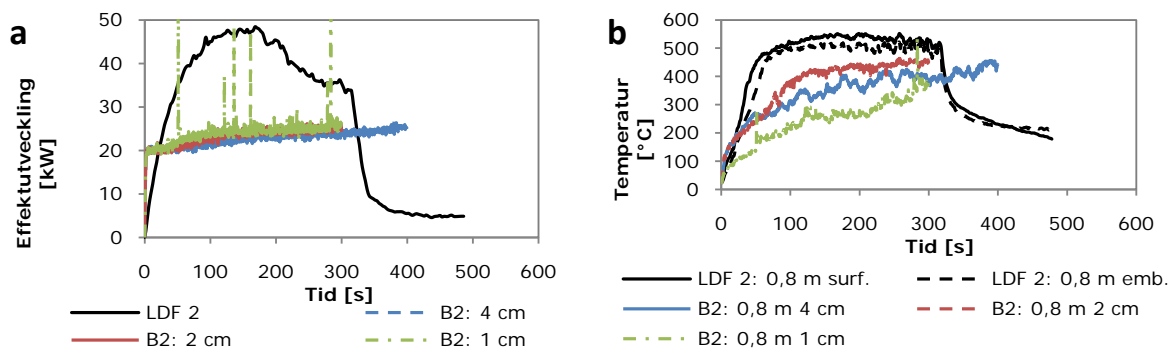 a
Effektutveckling
[kW]
50
40
30
20
10
0
0 100 200 300 400 500 600
Tid [s]
LDF 2
B2: 4 cm
B2: 2 cm
B2: 1 cm
b
Temperatur
[°C]
600
500
400
300
200
100
0
0 100 200 300 400 500 600
Tid [s]
LDF 2: 0,8 m surf.
LDF 2: 0,8 m emb.
B2: 0,8 m 4 cm
B2: 0,8 m 2 cm
B2: 0,8 m 1 cm